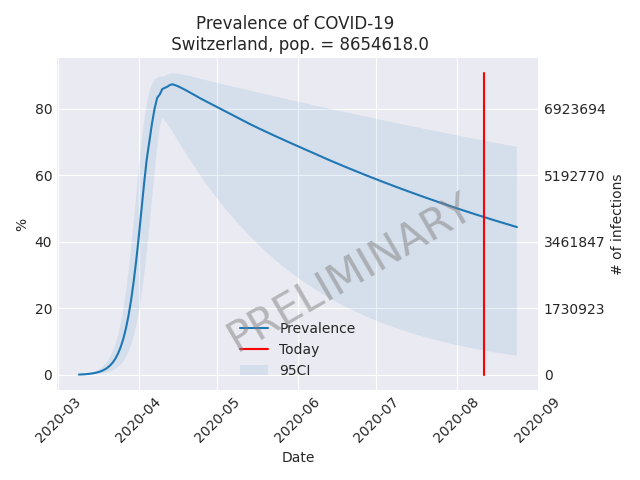 Prevalence of COVID-19
Switzerland, pop. = 8654618.0
%
80
60
40
20
0
6923694
5192770
3461847
1730923
0
# of infections
PRELIMINARY
Prevalence
Today
95CI
2020-03
2020-04
2020-05
2020-06
2020-07
2020-08
2020-09
Date